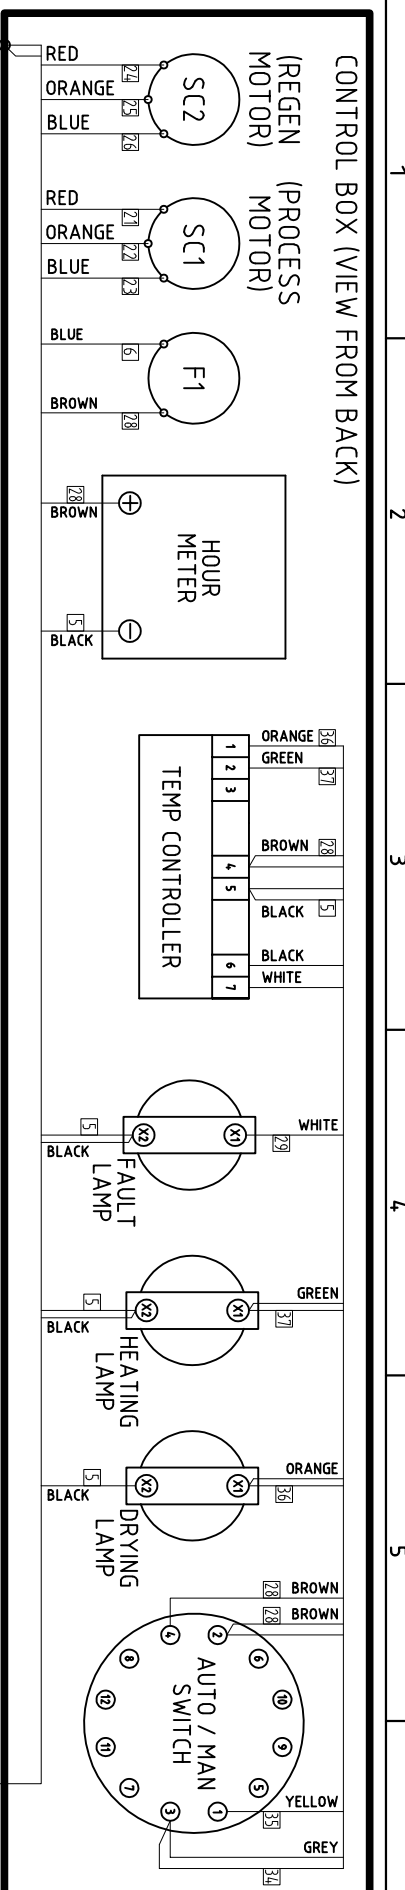 CONTROL BOX (VIEW FROM BACK)
1
2
3
4
5
RED
24
ORANGE
25
BLUE
26
SC2
(REGEN
MOTOR)
RED
21
ORANGE
22
BLUE
23
SC1
(PROCESS
MOTOR)
BLUE
6
BROWN
28
F1
28
BROWN
5
BLACK
+
−
HOUR
METER
TEMP CONTROLLER
1
2
3
4
5
6
7
ORANGE 36
GREEN 37
BROWN 28
BLACK 5
BLACK
WHITE
5
BLACK
X2
X1
WHITE
29
FAULT
LAMP
5
BLACK
X2
X1
GREEN
37
HEATING
LAMP
5
BLACK
X2
X1
ORANGE
36
DRYING
LAMP
28 BROWN
28 BROWN
4
2
8
6
12
10
11
9
7
5
3
1
AUTO / MAN
SWITCH
YELLOW
35
GREY
34